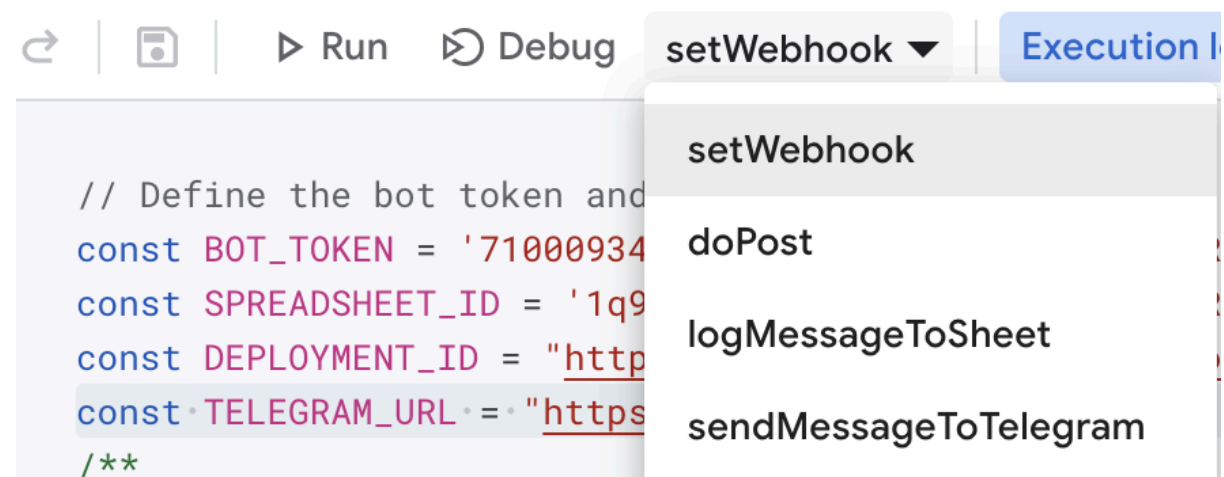 Run Debug setWebhook Execution
setWebhook
doPost
logMessageToSheet
sendMessageToTelegram
// Define the bot token and
const BOT_TOKEN = '71000934
const SPREADSHEET_ID = '1q9
const DEPLOYMENT_ID = "http
const TELEGRAM_URL = "https
/**